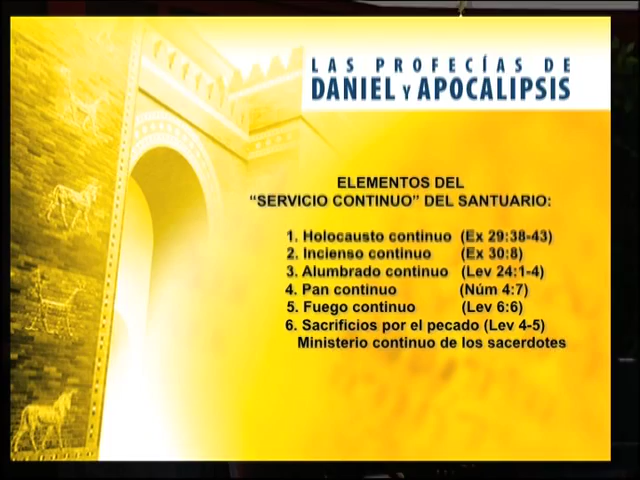 LAS PROFECÍAS DE
DANIEL Y APOCALIPSIS
ELEMENTOS DEL
“SERVICIO CONTINUO” DEL SANTUARIO:
1. Holocausto continuo (Ex 29:38-43)
2. Incienso continuo (Ex 30:8)
3. Alumbrado continuo (Lev 24:1-4)
4. Pan continuo (Núm 4:7)
5. Fuego continuo (Lev 6:6)
6. Sacrificios por el pecado (Lev 4-5)
Ministerio continuo de los sacerdotes